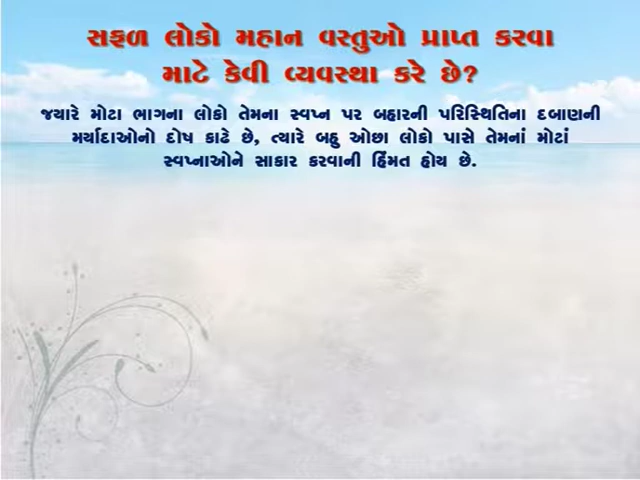 સફળ લોકો મહાન વસ્તુઓ પ્રાપ્ત કરવા
માટે કેવી વ્યવસ્થા કરે છે?
જયારે મોટા ભાગના લોકો તેમના સ્વપ્ન પર બહારની પરિસ્થિતિના દબાણની
મર્યાદાઓનો દોષ કાઢે છે, ત્યારે બહુ ઓછા લોકો પાસે તેમનાં મોટાં
સ્વપ્નાઓને સાકાર કરવાની હિંમત હોય છે.